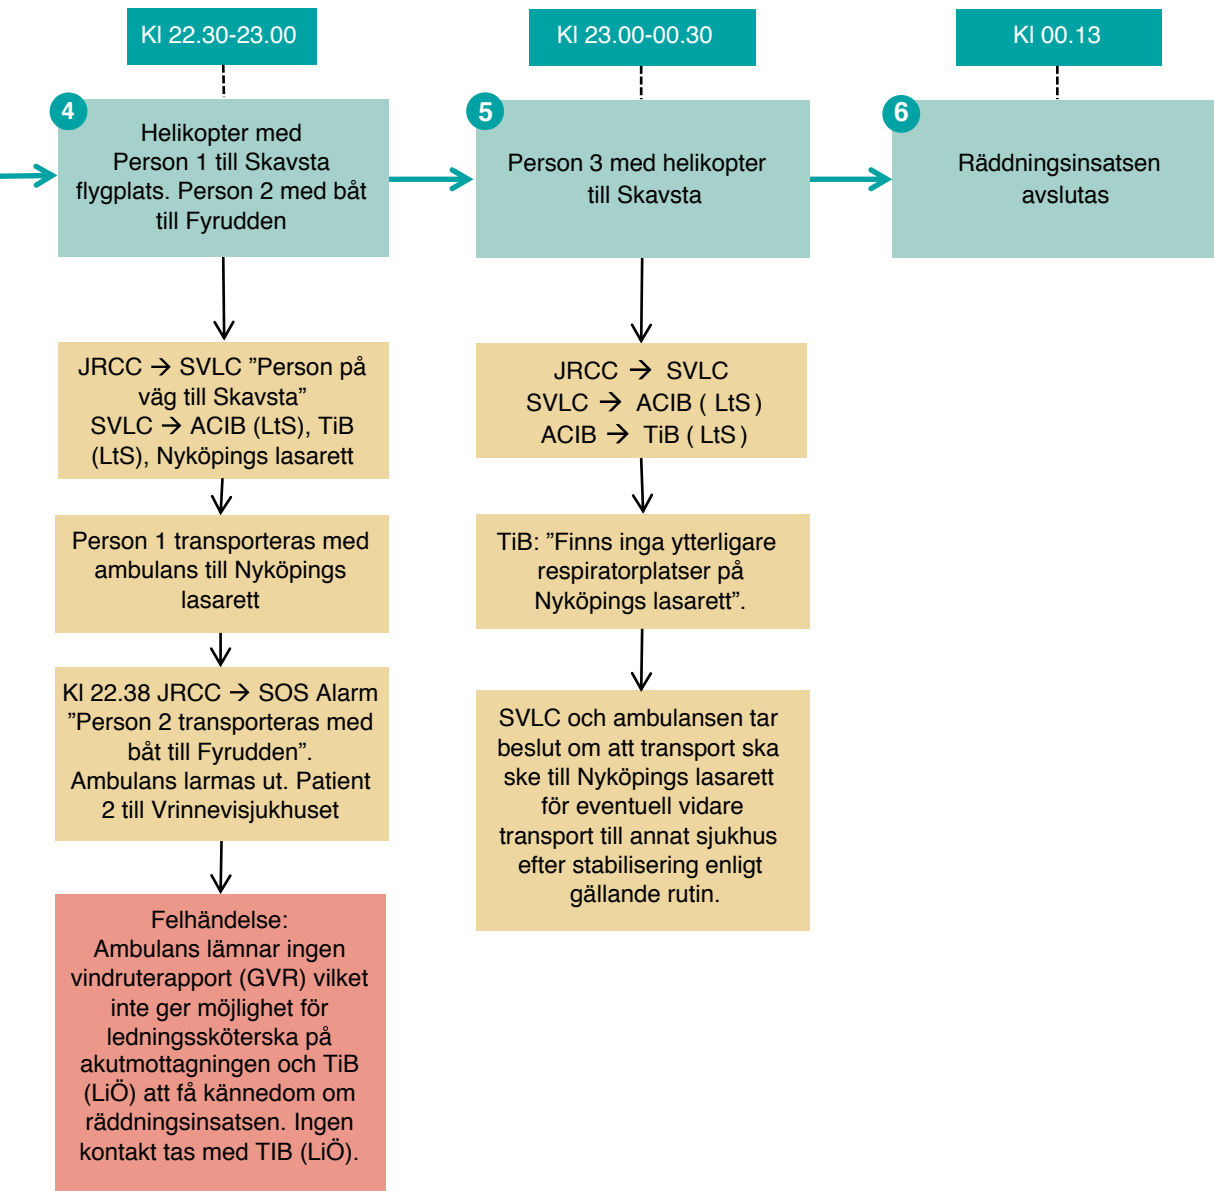 Kl 22.30-23.00
4
Helikopter med
Person 1 till Skavsta
flygplats. Person 2 med båt
till Fyrudden
JRCC → SVLC ”Person på
väg till Skavsta”
SVLC → ACIB (LtS), TiB
(LtS), Nyköpings lasarett
Person 1 transporteras med
ambulans till Nyköpings
lasarett
Kl 22.38 JRCC → SOS Alarm
”Person 2 transporteras med
båt till Fyrudden”.
Ambulans larmas ut. Patient
2 till Vrinnevisjukhuset
Felhändelse:
Ambulans lämnar ingen
vindruterapport (GVR) vilket
inte ger möjlighet för
ledningssköterska på
akutmottagningen och TiB
(LiÖ) att få kännedom om
räddningsinsatsen. Ingen
kontakt tas med TIB (LiÖ).
Kl 23.00-00.30
5
Person 3 med helikopter
till Skavsta
JRCC → SVLC
SVLC → ACIB ( LtS )
ACIB → TiB ( LtS )
TiB: ”Finns inga ytterligare
respiratorplatser på
Nyköpings lasarett”.
SVLC och ambulansen tar
beslut om att transport ska
ske till Nyköpings lasarett
för eventuell vidare
transport till annat sjukhus
efter stabilisering enligt
gällande rutin.
Kl 00.13
6
Räddningsinsatsen
avslutas